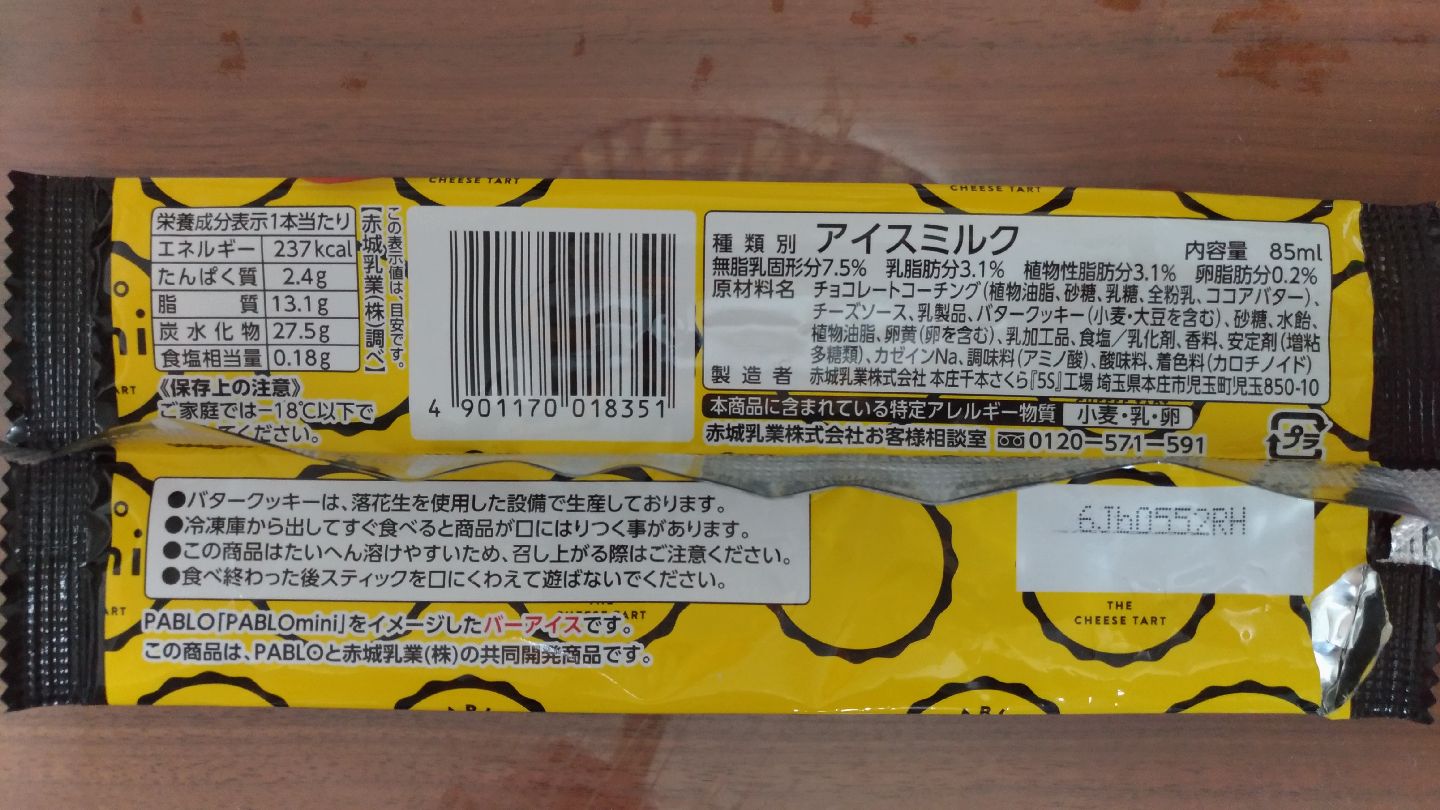 CHEESE TART
CHEESE TART
栄養成分表示1本当たり
エネルギー 237kcal
たんぱく質 2.4g
脂質 13.1g
炭水化物 27.5g
食塩相当量 0.18g
この表示値は、目安です。
【赤城乳業(株)調べ】
《保存上の注意》
ご家庭では−18℃以下で
てください。
4 901170 018351
種類別 アイスミルク 内容量 85ml
無脂乳固形分7.5% 乳脂肪分3.1% 植物性脂肪分3.1% 卵脂肪分0.2%
原材料名 チョコレートコーチング(植物油脂、砂糖、乳糖、全粉乳、ココアバター)、
チーズソース、乳製品、バタークッキー(小麦・大豆を含む)、砂糖、水飴、
植物油脂、卵黄(卵を含む)、乳加工品、食塩/乳化剤、香料、安定剤(増粘
多糖類)、カゼインNa、調味料(アミノ酸)、酸味料、着色料(カロチノイド)
製造者 赤城乳業株式会社 本庄千本さくら『5S』工場 埼玉県本庄市児玉町児玉850-10
本商品に含まれている特定アレルギー物質 小麦・乳・卵
赤城乳業株式会社お客様相談室 0120−571−591
プラ
mini
ART
●バタークッキーは、落花生を使用した設備で生産しております。
●冷凍庫から出してすぐ食べると商品が口にはりつく事があります。
●この商品はたいへん溶けやすいため、召し上がる際はご注意ください。
●食べ終わった後スティックを口にくわえて遊ばないでください。
6Jb0552RH
PABLO「PABLOmini」をイメージしたバーアイスです。
この商品は、PABLOと赤城乳業(株)の共同開発商品です。
THE
CHEESE TART
THE
CHEESE TART
ART